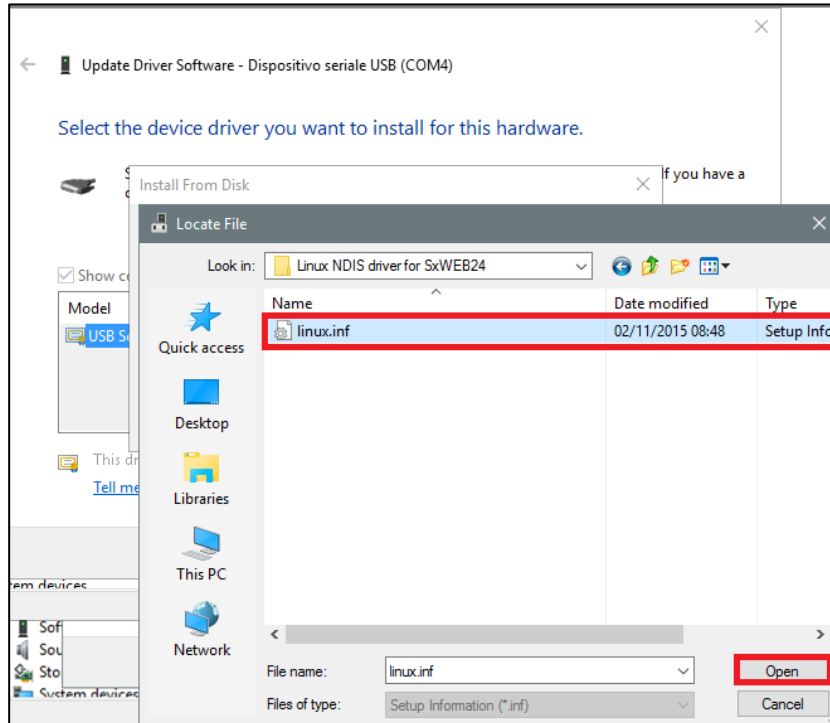 Update Driver Software - Dispositivo seriale USB (COM4)
Select the device driver you want to install for this hardware.
If you have a
Install From Disk
Locate File
Show
Look in: Linux NDIS driver for SxWEB24
Model
Name Date modified Type
linux.inf 02/11/2015 08:48 Setup Info
USB
Quick access
Desktop
This
Tell me
Libraries
This PC
Network
tem devices
Sof
Sou
Sto
System devices
File name: linux.inf Open
Files of type: Setup Information (*.inf) Cancel